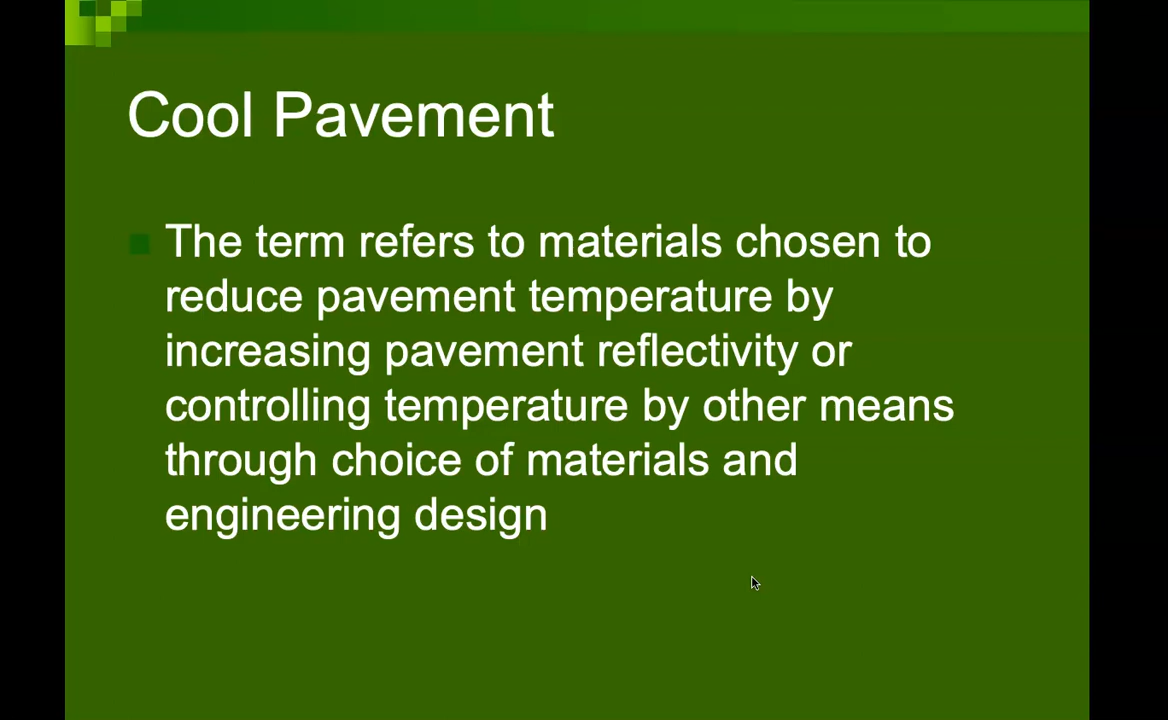 Cool Pavement
The term refers to materials chosen to
reduce pavement temperature by
increasing pavement reflectivity or
controlling temperature by other means
through choice of materials and
engineering design